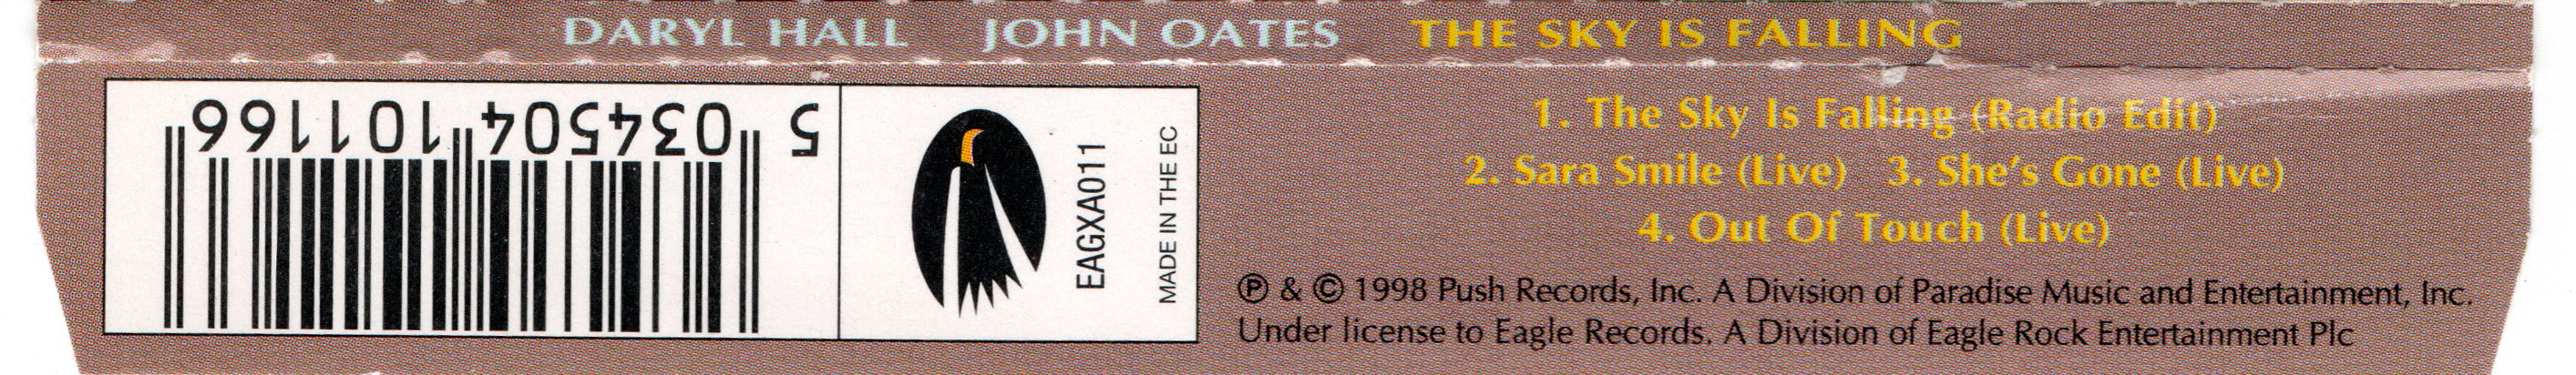 DARYL HALL JOHN OATES THE SKY IS FALLING
5 034504 101166
EAGXA011
MADE IN THE EC
1. The Sky Is Falling (Radio Edit)
2. Sara Smile (Live) 3. She's Gone (Live)
4. Out Of Touch (Live)
℗ & © 1998 Push Records, Inc. A Division of Paradise Music and Entertainment, Inc.
Under license to Eagle Records. A Division of Eagle Rock Entertainment Plc